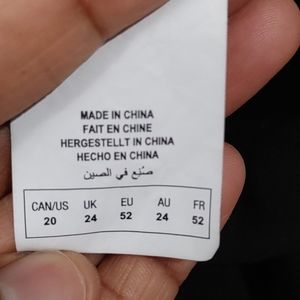 MADE IN CHINA
FAIT EN CHINE
HERGESTELLT IN CHINA
HECHO EN CHINA
صنع في الصين
CAN/US UK EU AU FR
20 24 52 24 52